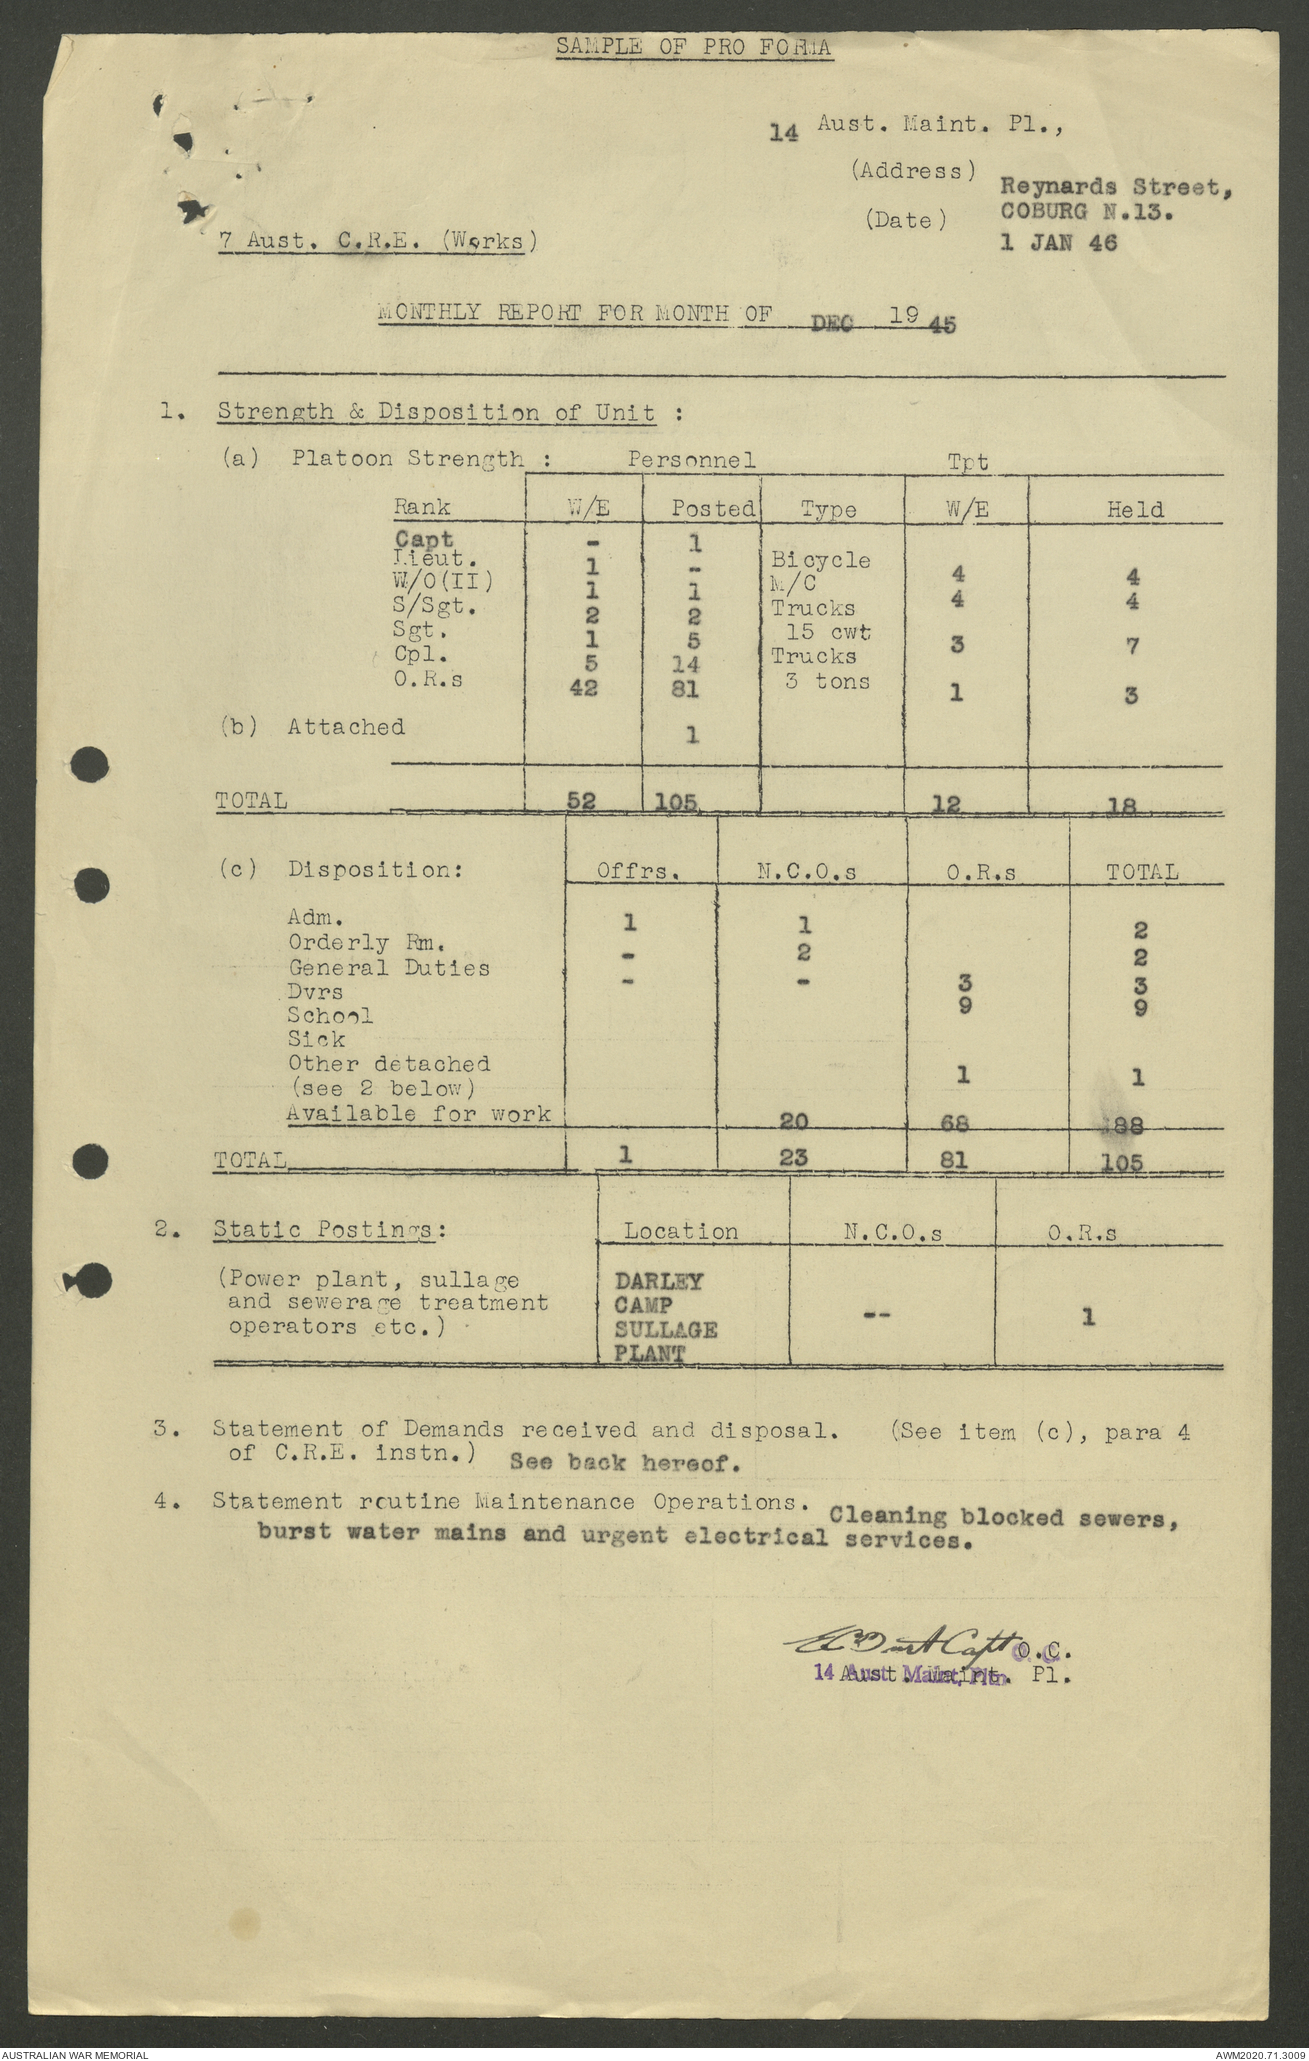 SAMPLE OF PRO FORMA
14 Aust. Maint. Pl.,
(Address) Reynards Street,
COBURG N.13.
(Date) 1 JAN 46
7 Aust. C.R.E. (Works)
MONTHLY REPORT FOR MONTH OF DEC 1945
1. Strength & Disposition of Unit :
(a) Platoon Strength : Personnel Tpt
Rank W/E Posted Type W/E Held
Capt - 1
Lieut. 1 - Bicycle 4 4
W/O(II) 1 1 M/C 4 4
S/Sgt. 2 2 Trucks
Sgt. 1 5 15 cwt 3 7
Cpl. 5 14 Trucks
O.R.s 42 81 3 tons 1 3
(b) Attached 1
TOTAL 52 105 12 18
(c) Disposition: Offrs. N.C.O.s O.R.s TOTAL
Adm. 1 1 2
Orderly Rm. - 2 2
General Duties - - 3 3
Dvrs 9 9
School
Sick
Other detached 1 1
(see 2 below)
Available for work 20 68 88
TOTAL 1 23 81 105
2. Static Postings: Location N.C.O.s O.R.s
(Power plant, sullage DARLEY
and sewerage treatment CAMP -- 1
operators etc.) SULLAGE
PLANT
3. Statement of Demands received and disposal. (See item (c), para 4
of C.R.E. instn.) See back hereof.
4. Statement routine Maintenance Operations. Cleaning blocked sewers,
burst water mains and urgent electrical services.
Capt O.C.
14 Aust. Maint. Pl.
AUSTRALIAN WAR MEMORIAL AWM2020.71.3009